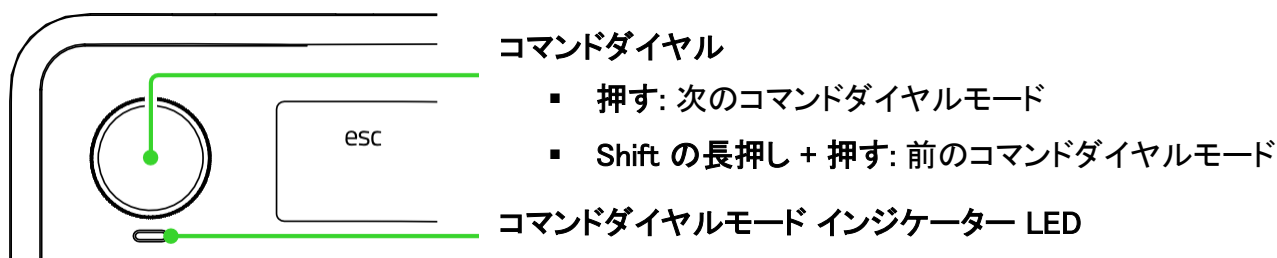 コマンドダイヤル
▪ 押す: 次のコマンドダイヤルモード
esc
▪ Shift の長押し + 押す: 前のコマンドダイヤルモード
コマンドダイヤルモード インジケーター LED